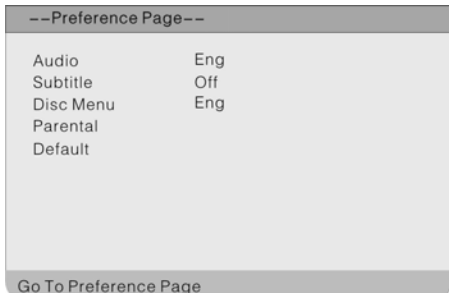 --Preference Page--
Audio Eng
Subtitle Off
Disc Menu Eng
Parental
Default
Go To Preference Page